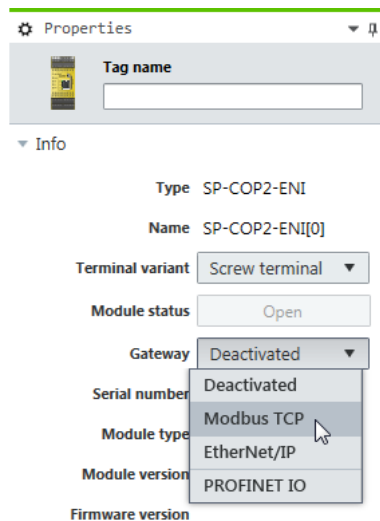 Properties
Tag name
Info
Type SP-COP2-ENI
Name SP-COP2-ENI[0]
Terminal variant Screw terminal
Module status Open
Gateway Deactivated
Serial number Deactivated
Module type Modbus TCP
EtherNet/IP
Module version PROFINET IO
Firmware version